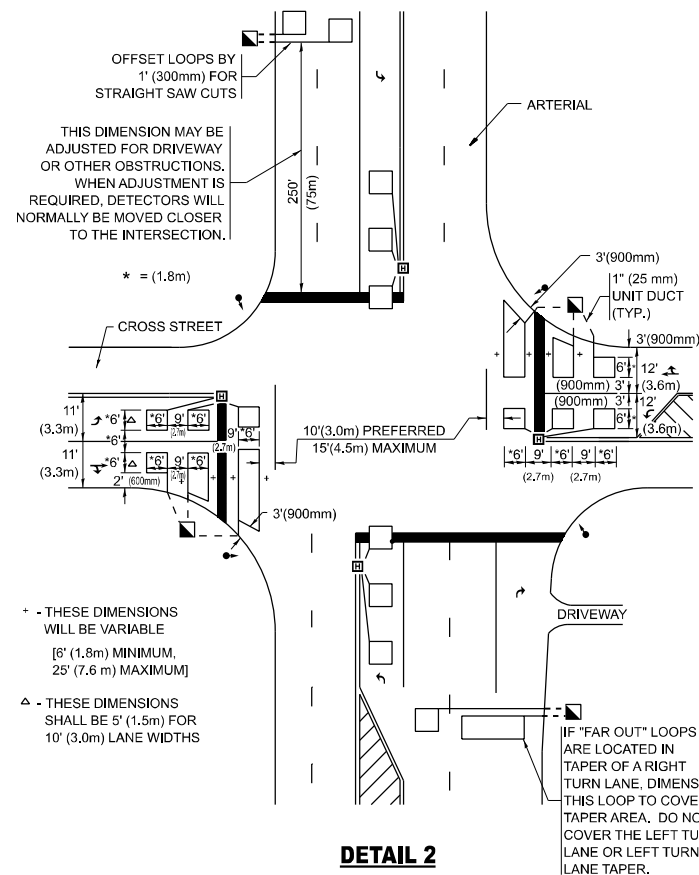 OFFSET LOOPS BY
1' (300mm) FOR
STRAIGHT SAW CUTS
THIS DIMENSION MAY BE
ADJUSTED FOR DRIVEWAY
OR OTHER OBSTRUCTIONS.
WHEN ADJUSTMENT IS
REQUIRED, DETECTORS WILL
NORMALLY BE MOVED CLOSER
TO THE INTERSECTION.
* = (1.8m)
250'
(75m)
ARTERIAL
H
3'(900mm)
1" (25 mm)
UNIT DUCT
(TYP.)
CROSS STREET
3'(900mm)
6'*
12'
(3.6m)
(900mm) 3'
(900mm) 3'
6'*
12'
(3.6m)
H
*6' 9' *6' 9' *6'
(2.7m) (2.7m)
10'(3.0m) PREFERRED
15'(4.5m) MAXIMUM
H
11'
(3.3m)
*6' △
*6' 9' *6'
(2.7m)
9' *6'
(2.7m)
*6'
11'
(3.3m)
*6' △
*6' 9' *6'
(2.7m)
2' (600mm)
3'(900mm)
H
DRIVEWAY
+ - THESE DIMENSIONS
WILL BE VARIABLE
[6' (1.8m) MINIMUM,
25' (7.6 m) MAXIMUM]
△ - THESE DIMENSIONS
SHALL BE 5' (1.5m) FOR
10' (3.0m) LANE WIDTHS
IF "FAR OUT" LOOPS
ARE LOCATED IN
TAPER OF A RIGHT
TURN LANE, DIMENS
THIS LOOP TO COVE
TAPER AREA. DO NO
COVER THE LEFT TU
LANE OR LEFT TURN
LANE TAPER.
DETAIL 2